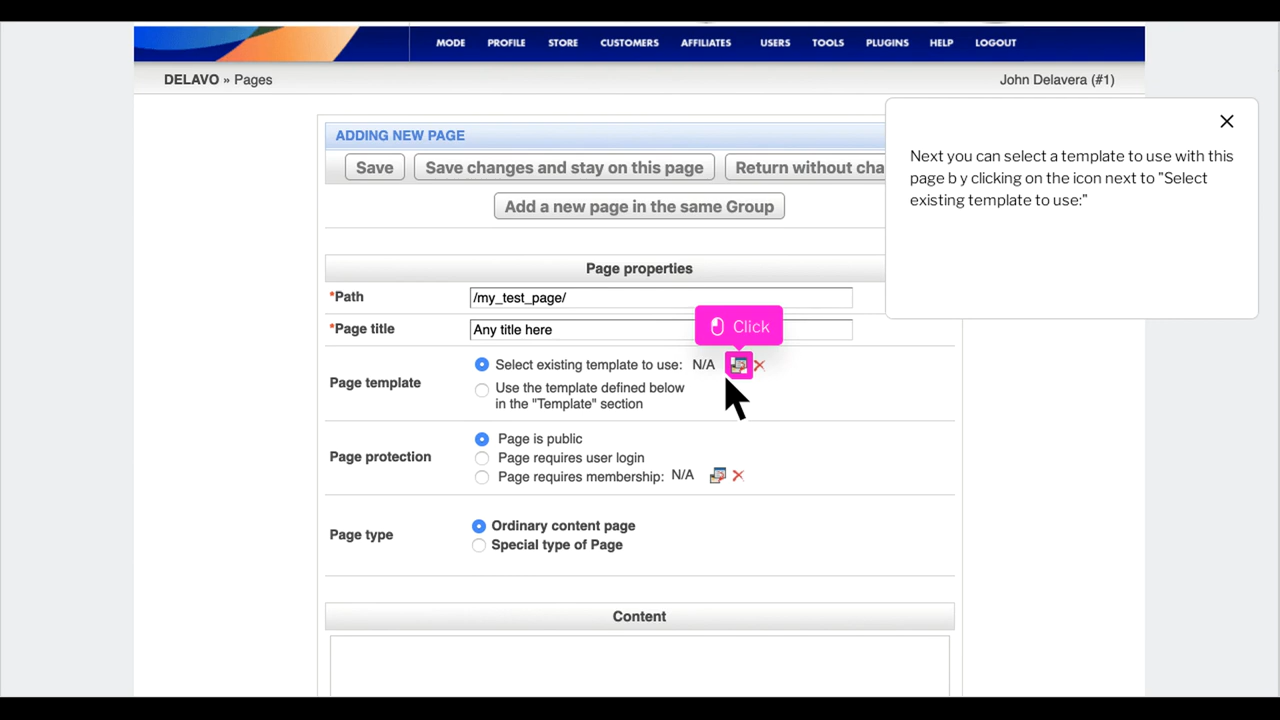 MODE PROFILE STORE CUSTOMERS AFFILIATES USERS TOOLS PLUGINS HELP LOGOUT
DELAVO » Pages
John Delavera (#1)
Next you can select a template to use with this
page b y clicking on the icon next to "Select
existing template to use:"
ADDING NEW PAGE
Save
Save changes and stay on this page
Return without cha
Add a new page in the same Group
Page properties
*Path
/my_test_page/
*Page title
Any title here
Click
Page template
Select existing template to use: N/A
Use the template defined below
in the "Template" section
Page protection
Page is public
Page requires user login
Page requires membership: N/A
Page type
Ordinary content page
Special type of Page
Content